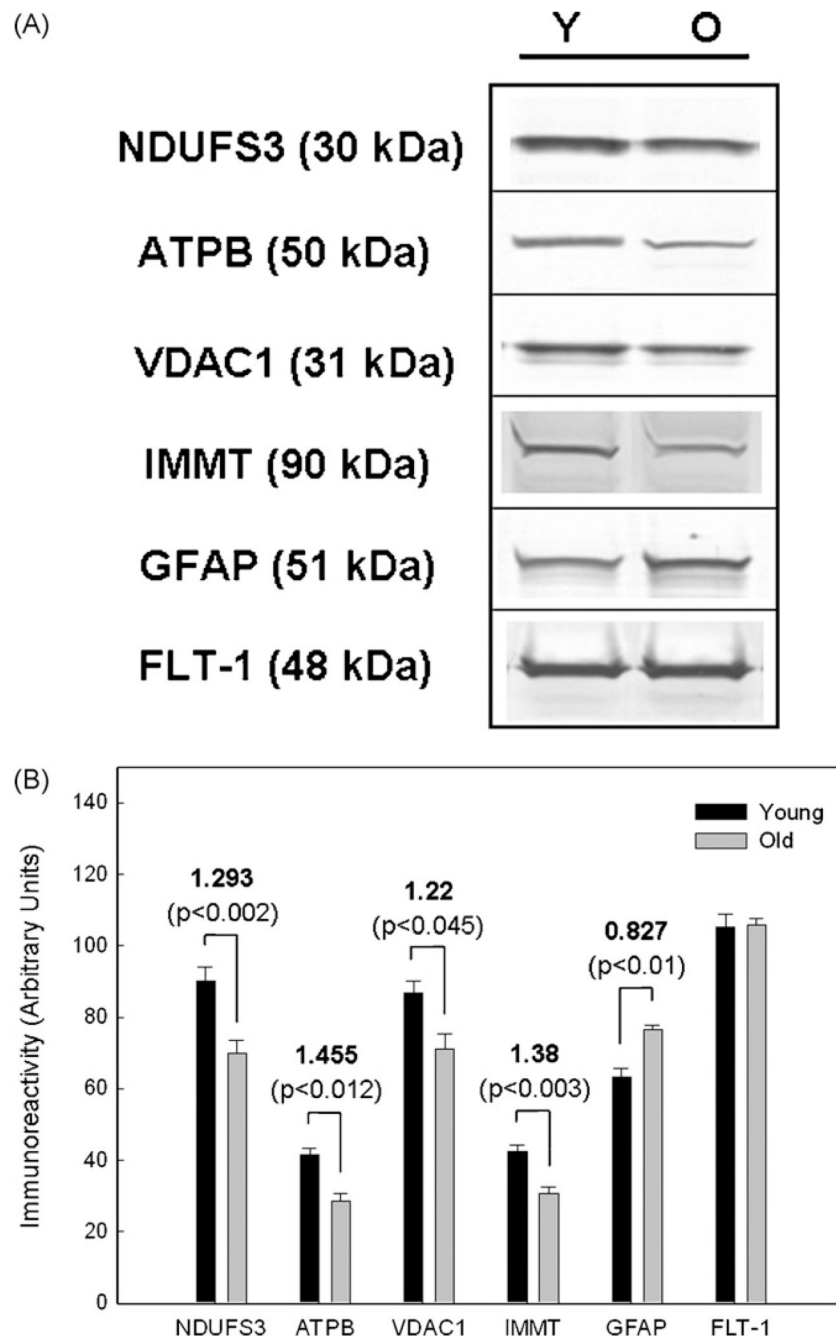 (A)
Y O
NDUFS3 (30 kDa)
ATPB (50 kDa)
VDAC1 (31 kDa)
IMMT (90 kDa)
GFAP (51 kDa)
FLT-1 (48 kDa)
(B)
Immunoreactivity (Arbitrary Units)
140
120
100
80
60
40
20
0
Young
Old
1.293
(p<0.002)
1.455
(p<0.012)
1.22
(p<0.045)
1.38
(p<0.003)
0.827
(p<0.01)
NDUFS3 ATPB VDAC1 IMMT GFAP FLT-1